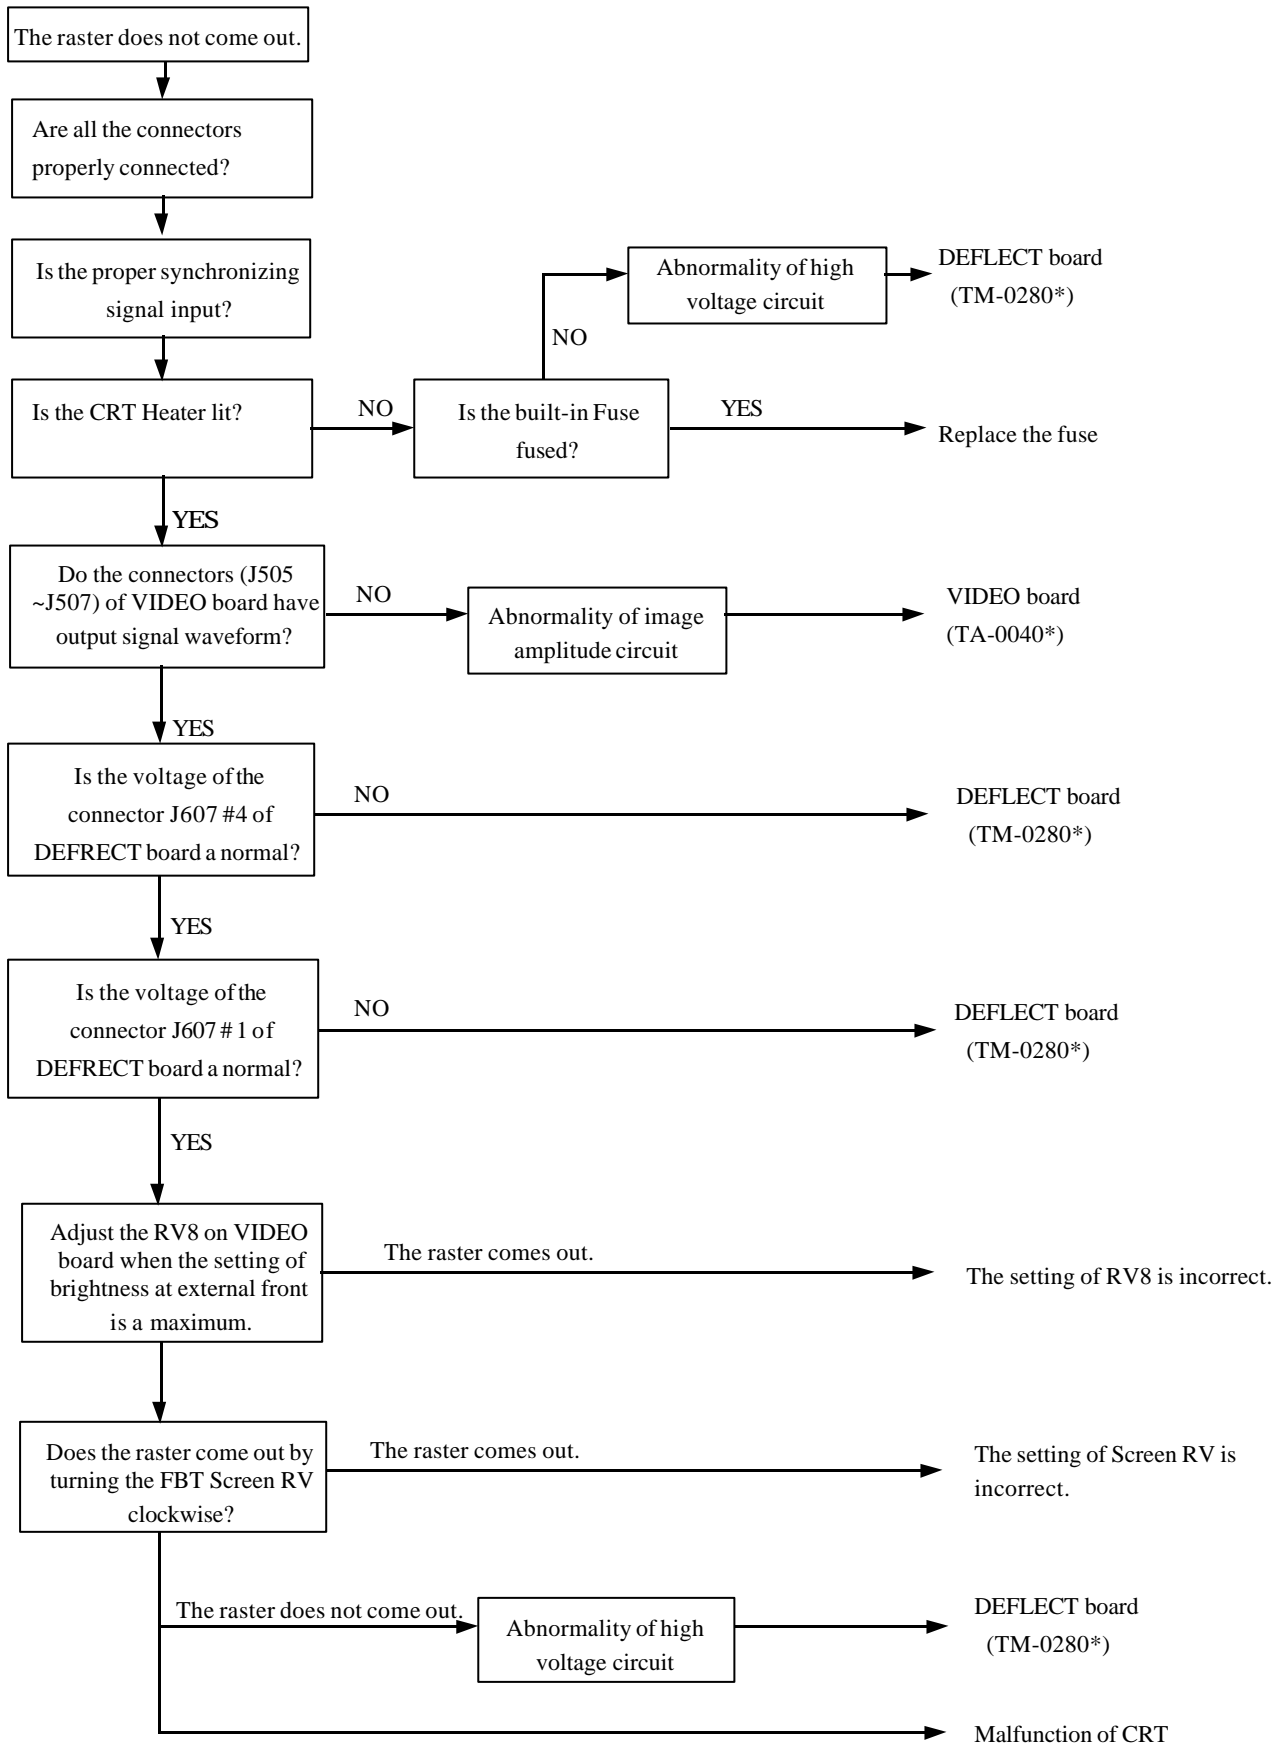 The raster does not come out.
Are all the connectors
properly connected?
Is the proper synchronizing
signal input?
Abnormality of high
voltage circuit
DEFLECT board
(TM-0280*)
NO
Is the CRT Heater lit?
NO
Is the built-in Fuse
fused?
YES
Replace the fuse
YES
Do the connectors (J505
~J507) of VIDEO board have
output signal waveform?
NO
Abnormality of image
amplitude circuit
VIDEO board
(TA-0040*)
YES
Is the voltage of the
connector J607 #4 of
DEFRECT board a normal?
NO
DEFLECT board
(TM-0280*)
YES
Is the voltage of the
connector J607 # 1 of
DEFRECT board a normal?
NO
DEFLECT board
(TM-0280*)
YES
Adjust the RV8 on VIDEO
board when the setting of
brightness at external front
is a maximum.
The raster comes out.
The setting of RV8 is incorrect.
Does the raster come out by
turning the FBT Screen RV
clockwise?
The raster comes out.
The setting of Screen RV is
incorrect.
The raster does not come out.
Abnormality of high
voltage circuit
DEFLECT board
(TM-0280*)
Malfunction of CRT